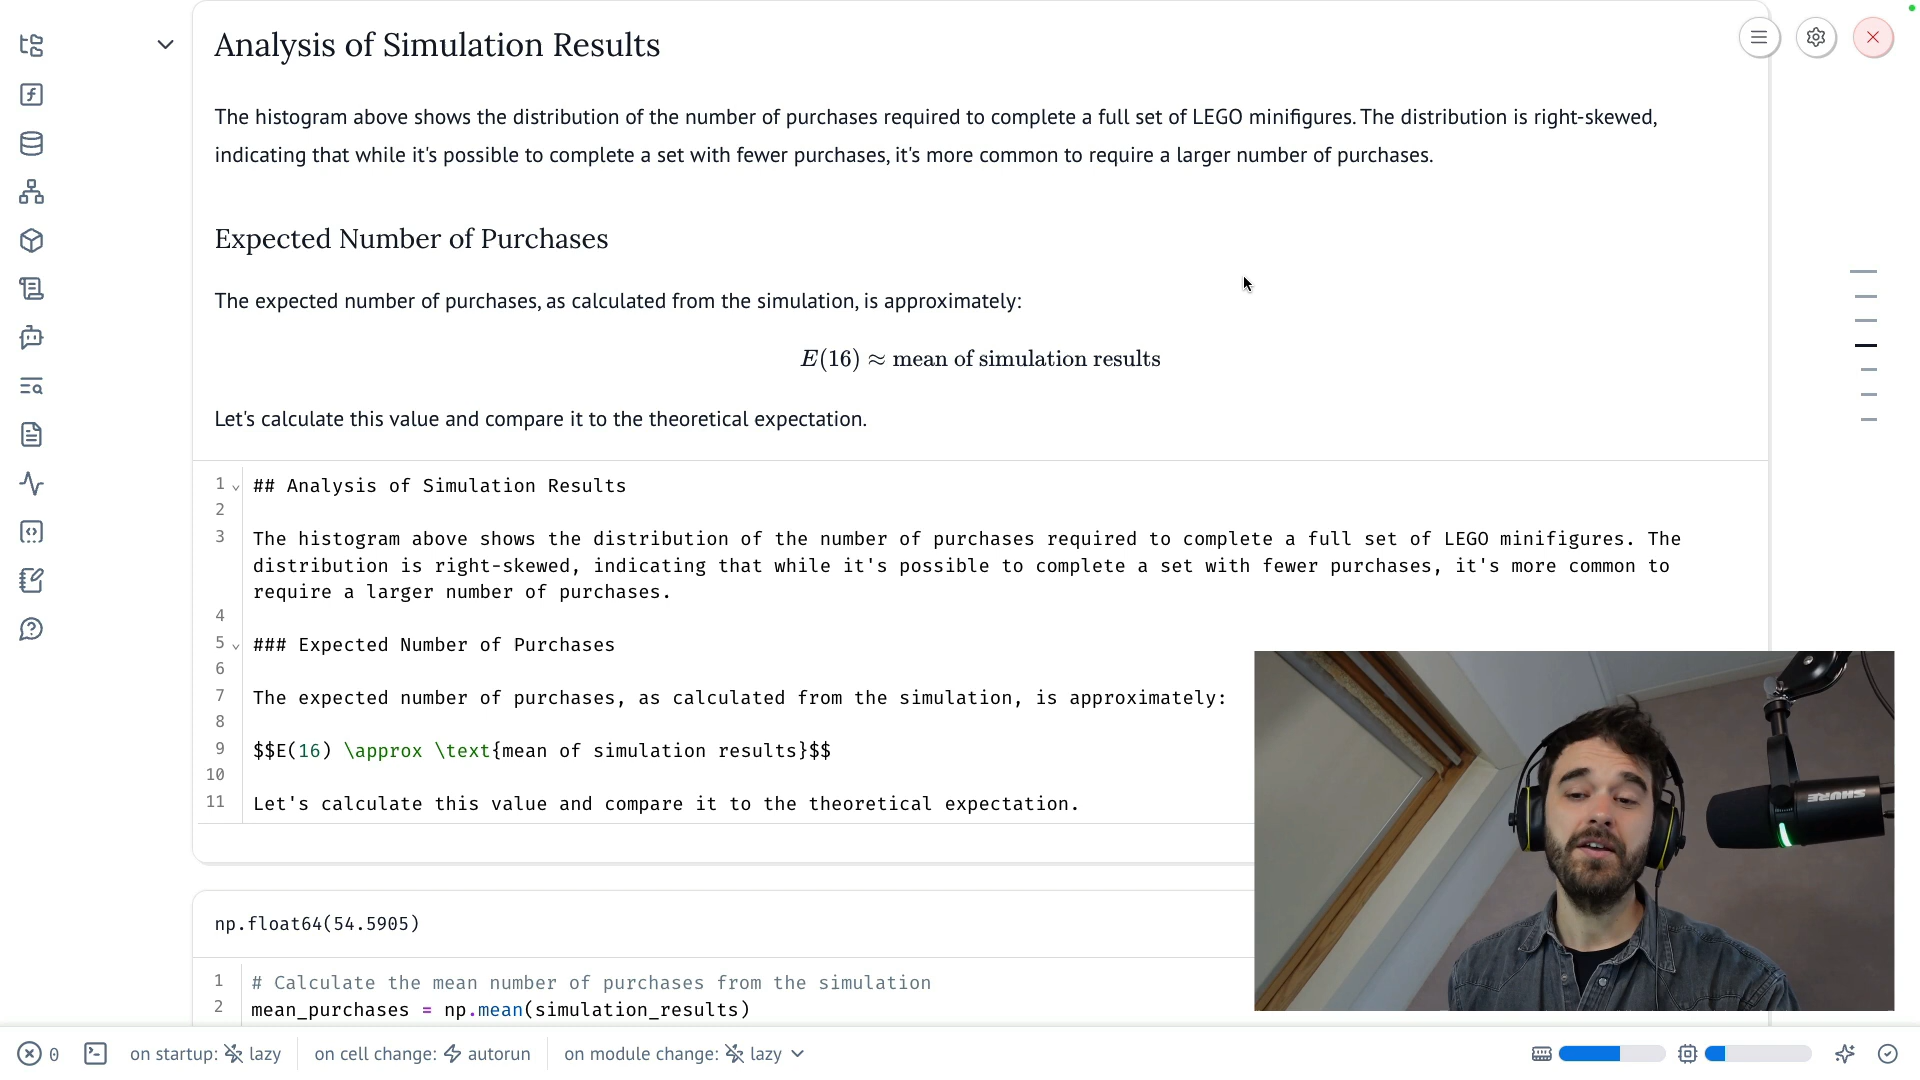 Analysis of Simulation Results
The histogram above shows the distribution of the number of purchases required to complete a full set of LEGO minifigures. The distribution is right-skewed,
indicating that while it's possible to complete a set with fewer purchases, it's more common to require a larger number of purchases.
Expected Number of Purchases
The expected number of purchases, as calculated from the simulation, is approximately:
E(16) ≈ mean of simulation results
Let's calculate this value and compare it to the theoretical expectation.
1 ## Analysis of Simulation Results
2
3 The histogram above shows the distribution of the number of purchases required to complete a full set of LEGO minifigures. The
distribution is right-skewed, indicating that while it's possible to complete a set with fewer purchases, it's more common to
require a larger number of purchases.
4
5 ### Expected Number of Purchases
6
7 The expected number of purchases, as calculated from the simulation, is approximately:
8
9 $$E(16) \approx \text{mean of simulation results}$$
10
11 Let's calculate this value and compare it to the theoretical expectation.
SHURE
np.float64(54.5905)
1 # Calculate the mean number of purchases from the simulation
2 mean_purchases = np.mean(simulation_results)
0 on startup: lazy on cell change: autorun on module change: lazy